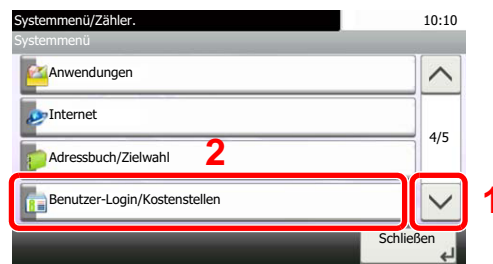 Systemmenü/Zähler. 10:10
Systemmenü
Anwendungen
Internet
4/5
2
Adressbuch/Zielwahl
Benutzer-Login/Kostenstellen
1
Schließen